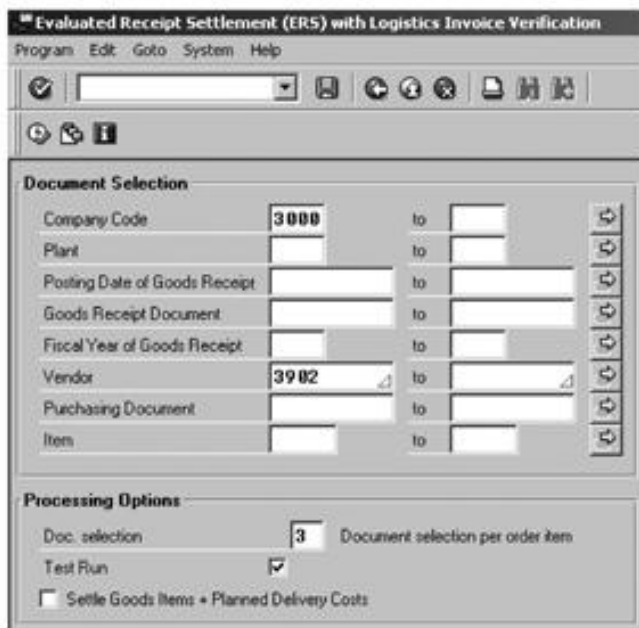 Evaluated Receipt Settlement (ERS) with Logistics Invoice Verification
Program Edit Goto System Help
Document Selection
Company Code 3000 to
Plant to
Posting Date of Goods Receipt to
Goods Receipt Document to
Fiscal Year of Goods Receipt to
Vendor 3902 to
Purchasing Document to
Item to
Processing Options
Doc. selection 3 Document selection per order item
Test Run
Settle Goods Items + Planned Delivery Costs